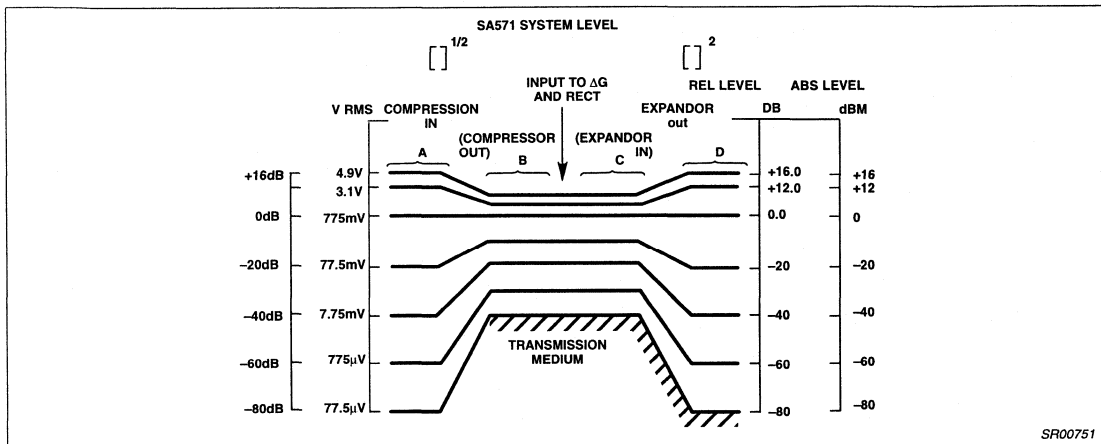 SA571 SYSTEM LEVEL
[ ] 1/2
[ ] 2
INPUT TO ΔG
AND RECT
REL LEVEL ABS LEVEL
V RMS COMPRESSION
IN
EXPANDOR
out
DB dBM
(COMPRESSOR
OUT)
(EXPANDOR
IN)
A B C D
+16dB 4.9V +16.0 +16
3.1V +12.0 +12
0dB 775mV 0.0 0
–20dB 77.5mV –20 –20
–40dB 7.75mV –40 –40
TRANSMISSION
MEDIUM
–60dB 775μV –60 –60
–80dB 77.5μV –80 –80
SR00751